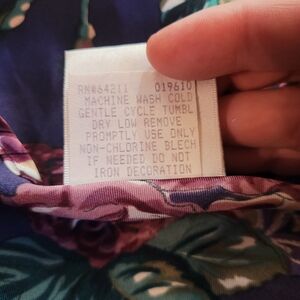 RN#64211 019610
MACHINE WASH COLD
GENTLE CYCLE TUMBL
DRY LOW REMOVE
PROMPTLY USE ONLY
NON-CHLORINE BLECH
IF NEEDED DO NOT
IRON DECORATION